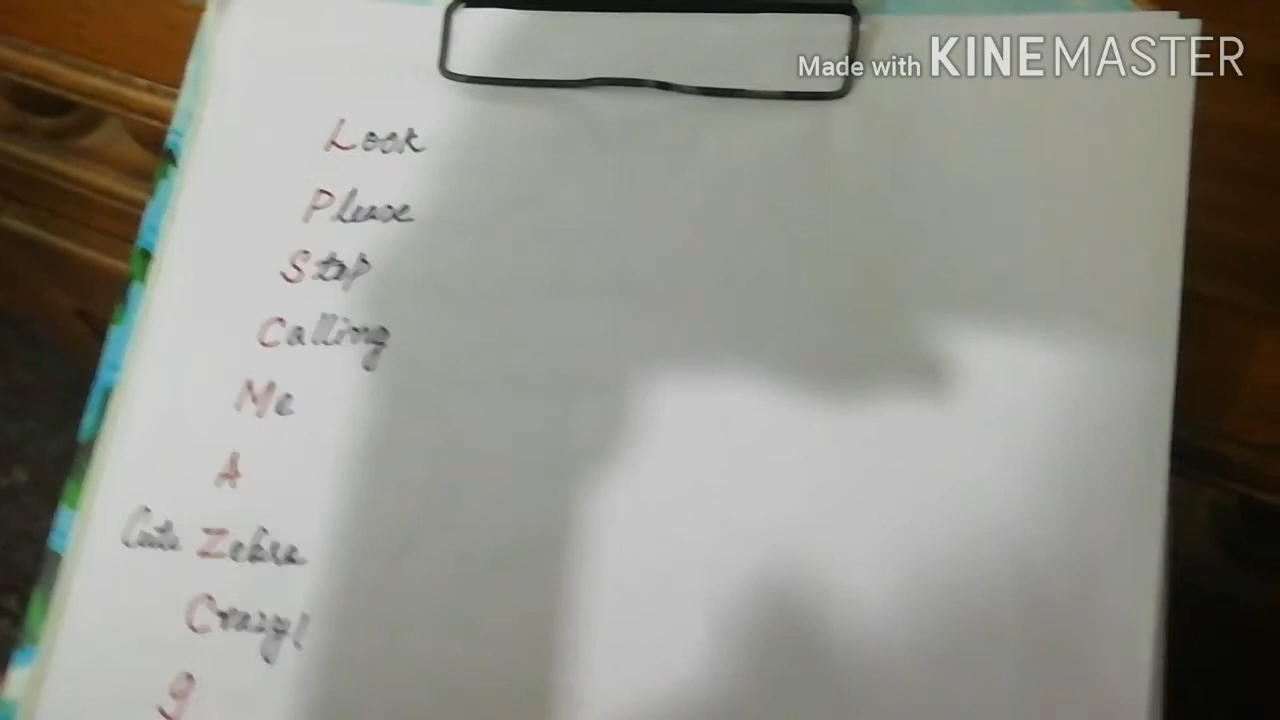 Made with KINEMASTER
Look
Please
Stop
Calling
Me
A
Cute Zebra
Crazy!
g